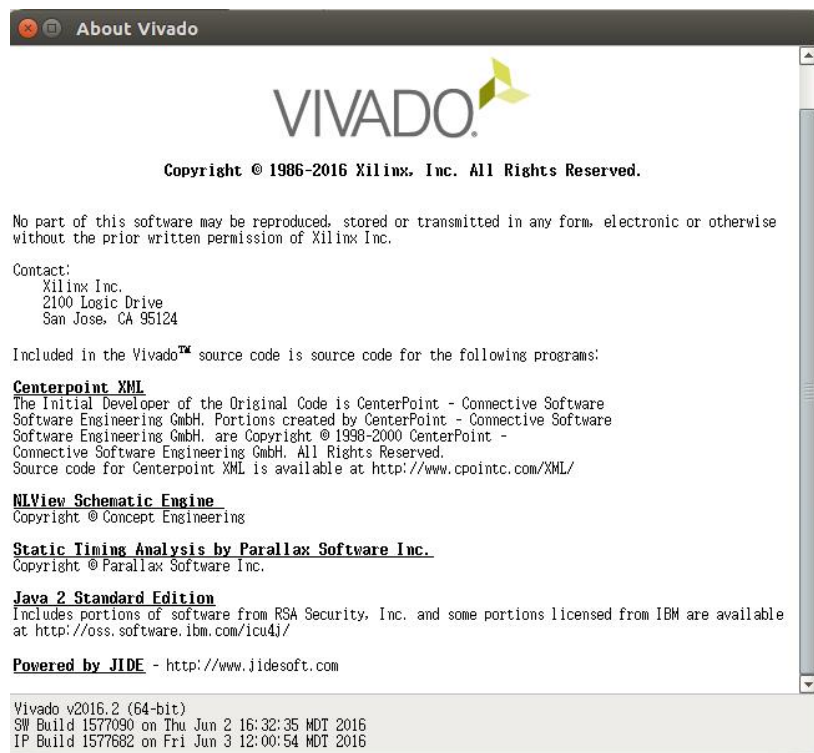 About Vivado
VIVADO.
Copyright © 1986-2016 Xilinx, Inc. All Rights Reserved.
No part of this software may be reproduced, stored or transmitted in any form, electronic or otherwise
without the prior written permission of Xilinx Inc.
Contact:
Xilinx Inc.
2100 Logic Drive
San Jose, CA 95124
Included in the Vivado™ source code is source code for the following programs:
Centerpoint XML
The Initial Developer of the Original Code is CenterPoint - Connective Software
Software Engineering GmbH. Portions created by CenterPoint - Connective Software
Software Engineering GmbH. are Copyright © 1998-2000 CenterPoint -
Connective Software Engineering GmbH. All Rights Reserved.
Source code for Centerpoint XML is available at http://www.cpointc.com/XML/
NLView Schematic Engine
Copyright © Concept Engineering
Static Timing Analysis by Parallax Software Inc.
Copyright © Parallax Software Inc.
Java 2 Standard Edition
Includes portions of software from RSA Security, Inc. and some portions licensed from IBM are available
at http://oss.software.ibm.com/icu4j/
Powered by JIDE - http://www.jidesoft.com
Vivado v2016.2 (64-bit)
SW Build 1577090 on Thu Jun 2 16:32:35 MDT 2016
IP Build 1577682 on Fri Jun 3 12:00:54 MDT 2016